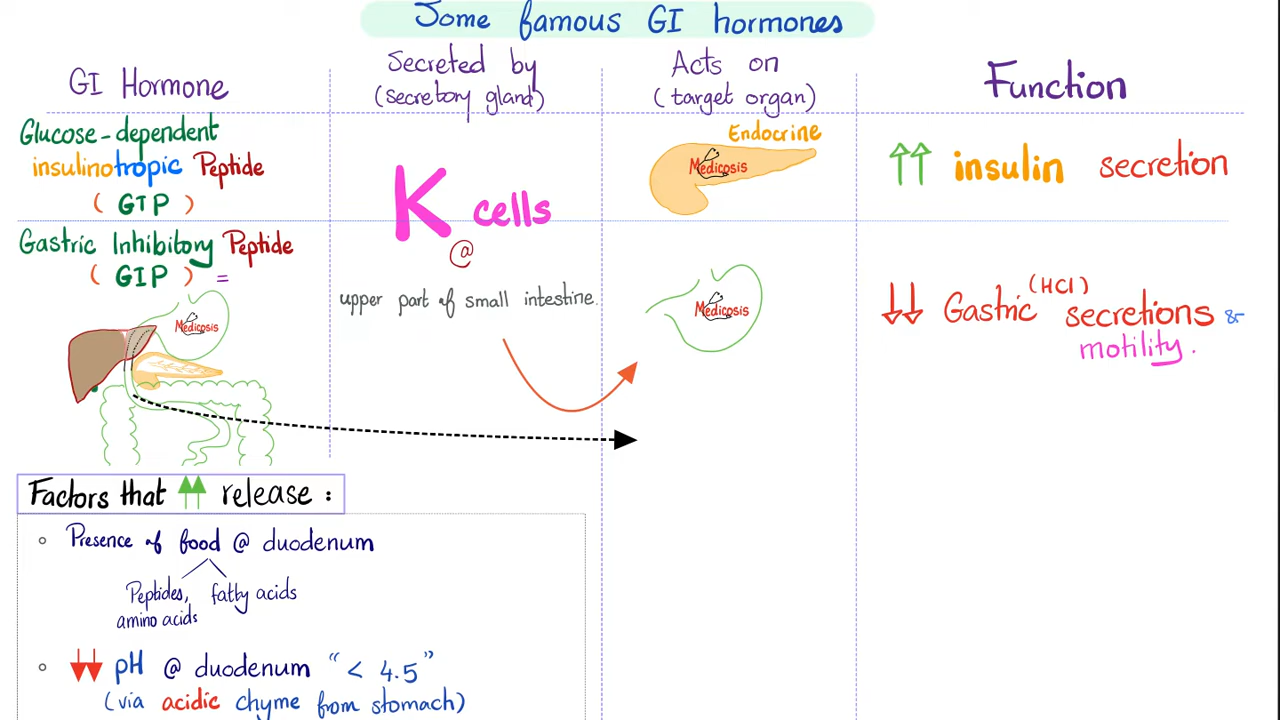 Some famous GI hormones
GI Hormone
Secreted by
(secretory gland)
Acts on
(target organ)
Function
Glucose-dependent
insulinotropic Peptide
(GIP)
K cells
@
upper part of small intestine.
Endocrine
Medicosis
↑↑ insulin secretion
Gastric Inhibitory Peptide
(GIP) =
Medicosis
Medicosis
↓↓ Gastric (HCl) secretions &
motility.
Factors that ↑↑ release:
○ Presence of food @ duodenum
Peptides, fatty acids
amino acids
○ ↓↓ pH @ duodenum “< 4.5”
(via acidic chyme from stomach)